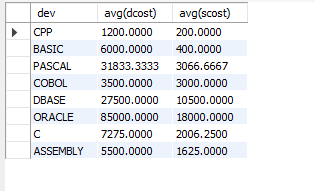 dev avg(dcost) avg(scost)
CPP 1200.0000 200.0000
BASIC 6000.0000 400.0000
PASCAL 31833.3333 3066.6667
COBOL 3500.0000 3000.0000
DBASE 27500.0000 10500.0000
ORACLE 85000.0000 18000.0000
C 7275.0000 2006.2500
ASSEMBLY 5500.0000 1625.0000